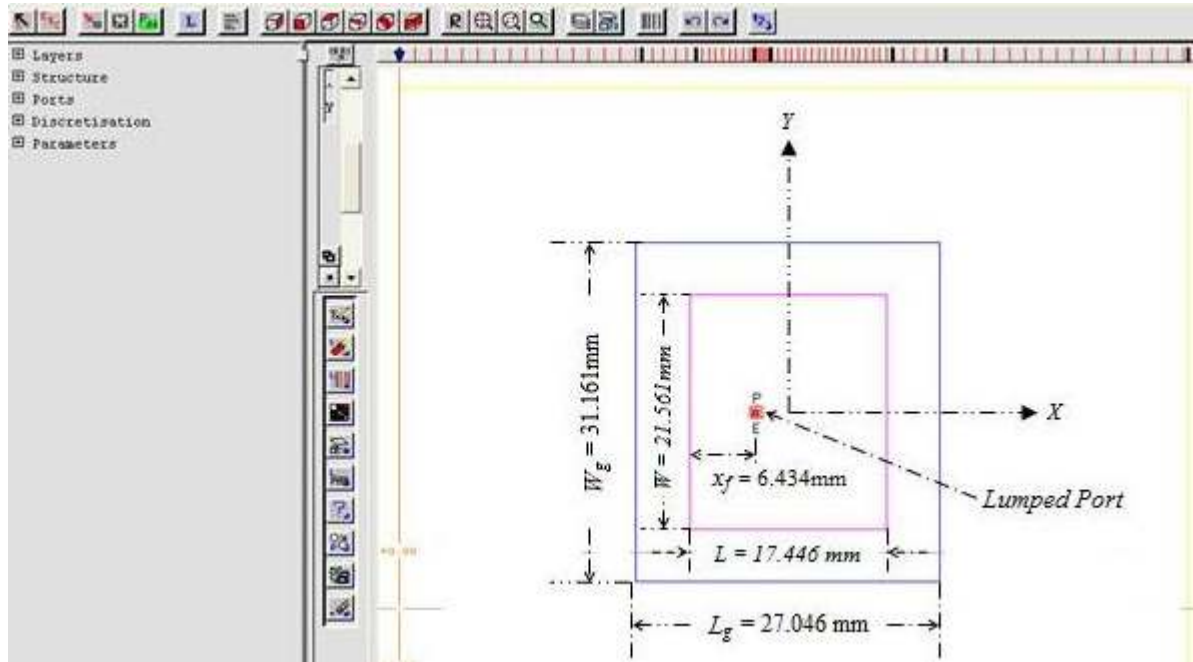 Layers
Structure
Ports
Discretisation
Parameters
L
R
Y
X
P
E
Wg = 31.161mm
W = 21.561mm
xf = 6.434mm
Lumped Port
L = 17.446 mm
Lg = 27.046 mm